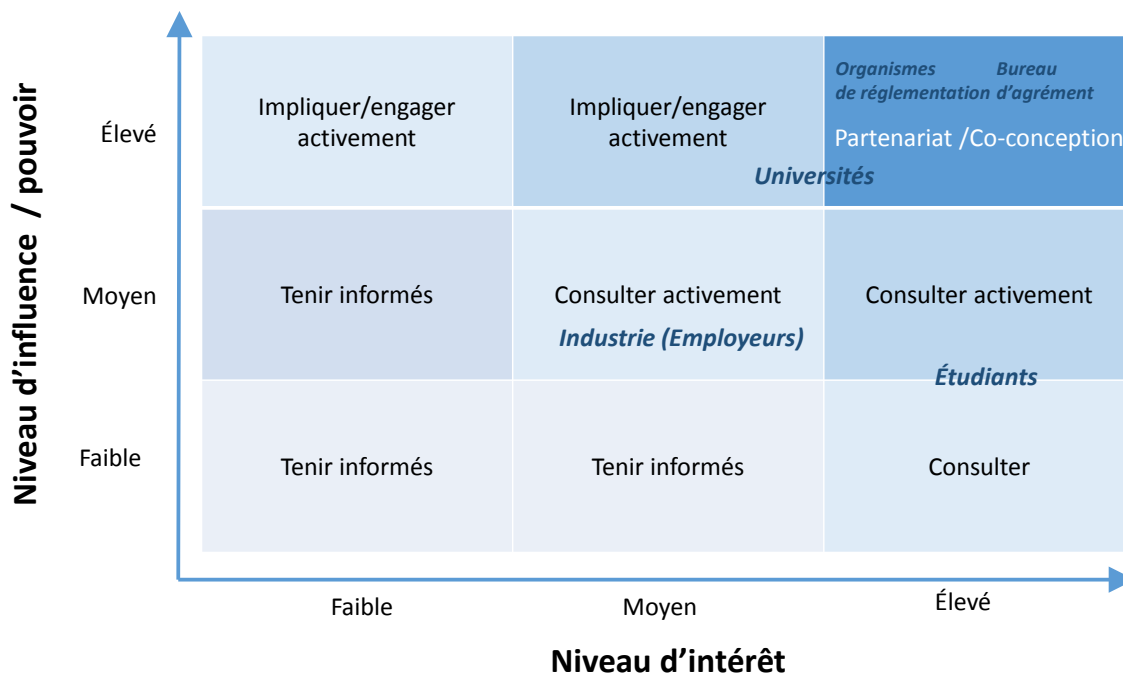 Niveau d’influence / pouvoir
Élevé
Impliquer/engager
activement
Impliquer/engager
activement
Organismes
de réglementation
Bureau
d’agrément
Partenariat /Co-conception
Universités
Moyen
Tenir informés
Consulter activement
Consulter activement
Industrie (Employeurs)
Étudiants
Faible
Tenir informés
Tenir informés
Consulter
Faible
Moyen
Élevé
Niveau d’intérêt